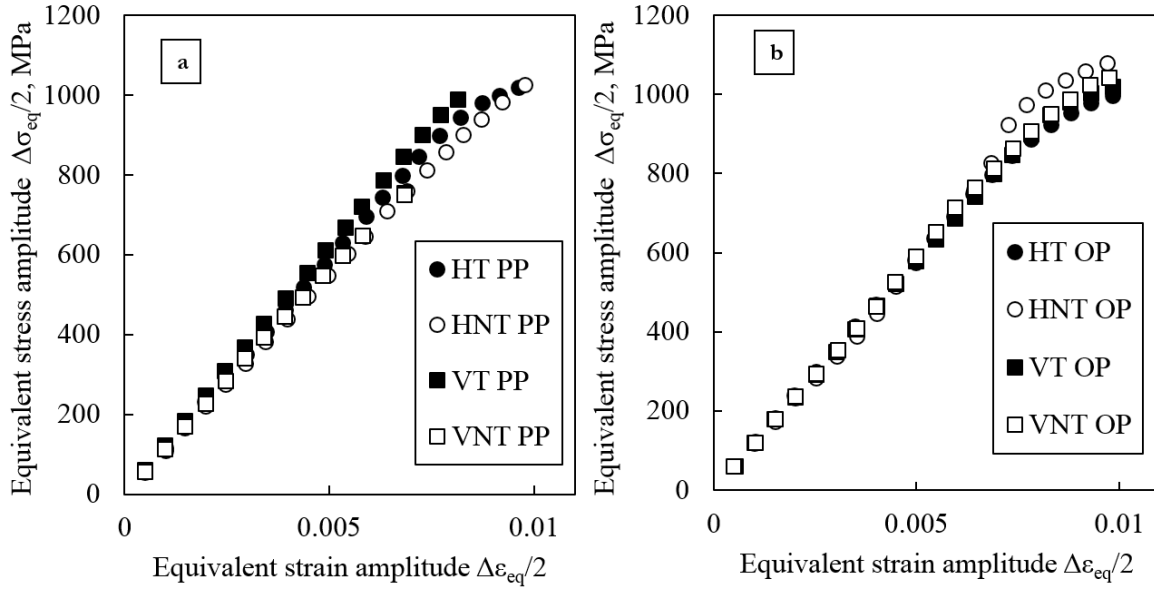 Equivalent stress amplitude Δσeq/2, MPa
1200
1000
800
600
400
200
0
a
HT PP
HNT PP
VT PP
VNT PP
0
0.005
0.01
Equivalent strain amplitude Δεeq/2
Equivalent stress amplitude Δσeq/2, MPa
1200
1000
800
600
400
200
0
b
HT OP
HNT OP
VT OP
VNT OP
0
0.005
0.01
Equivalent strain amplitude Δεeq/2